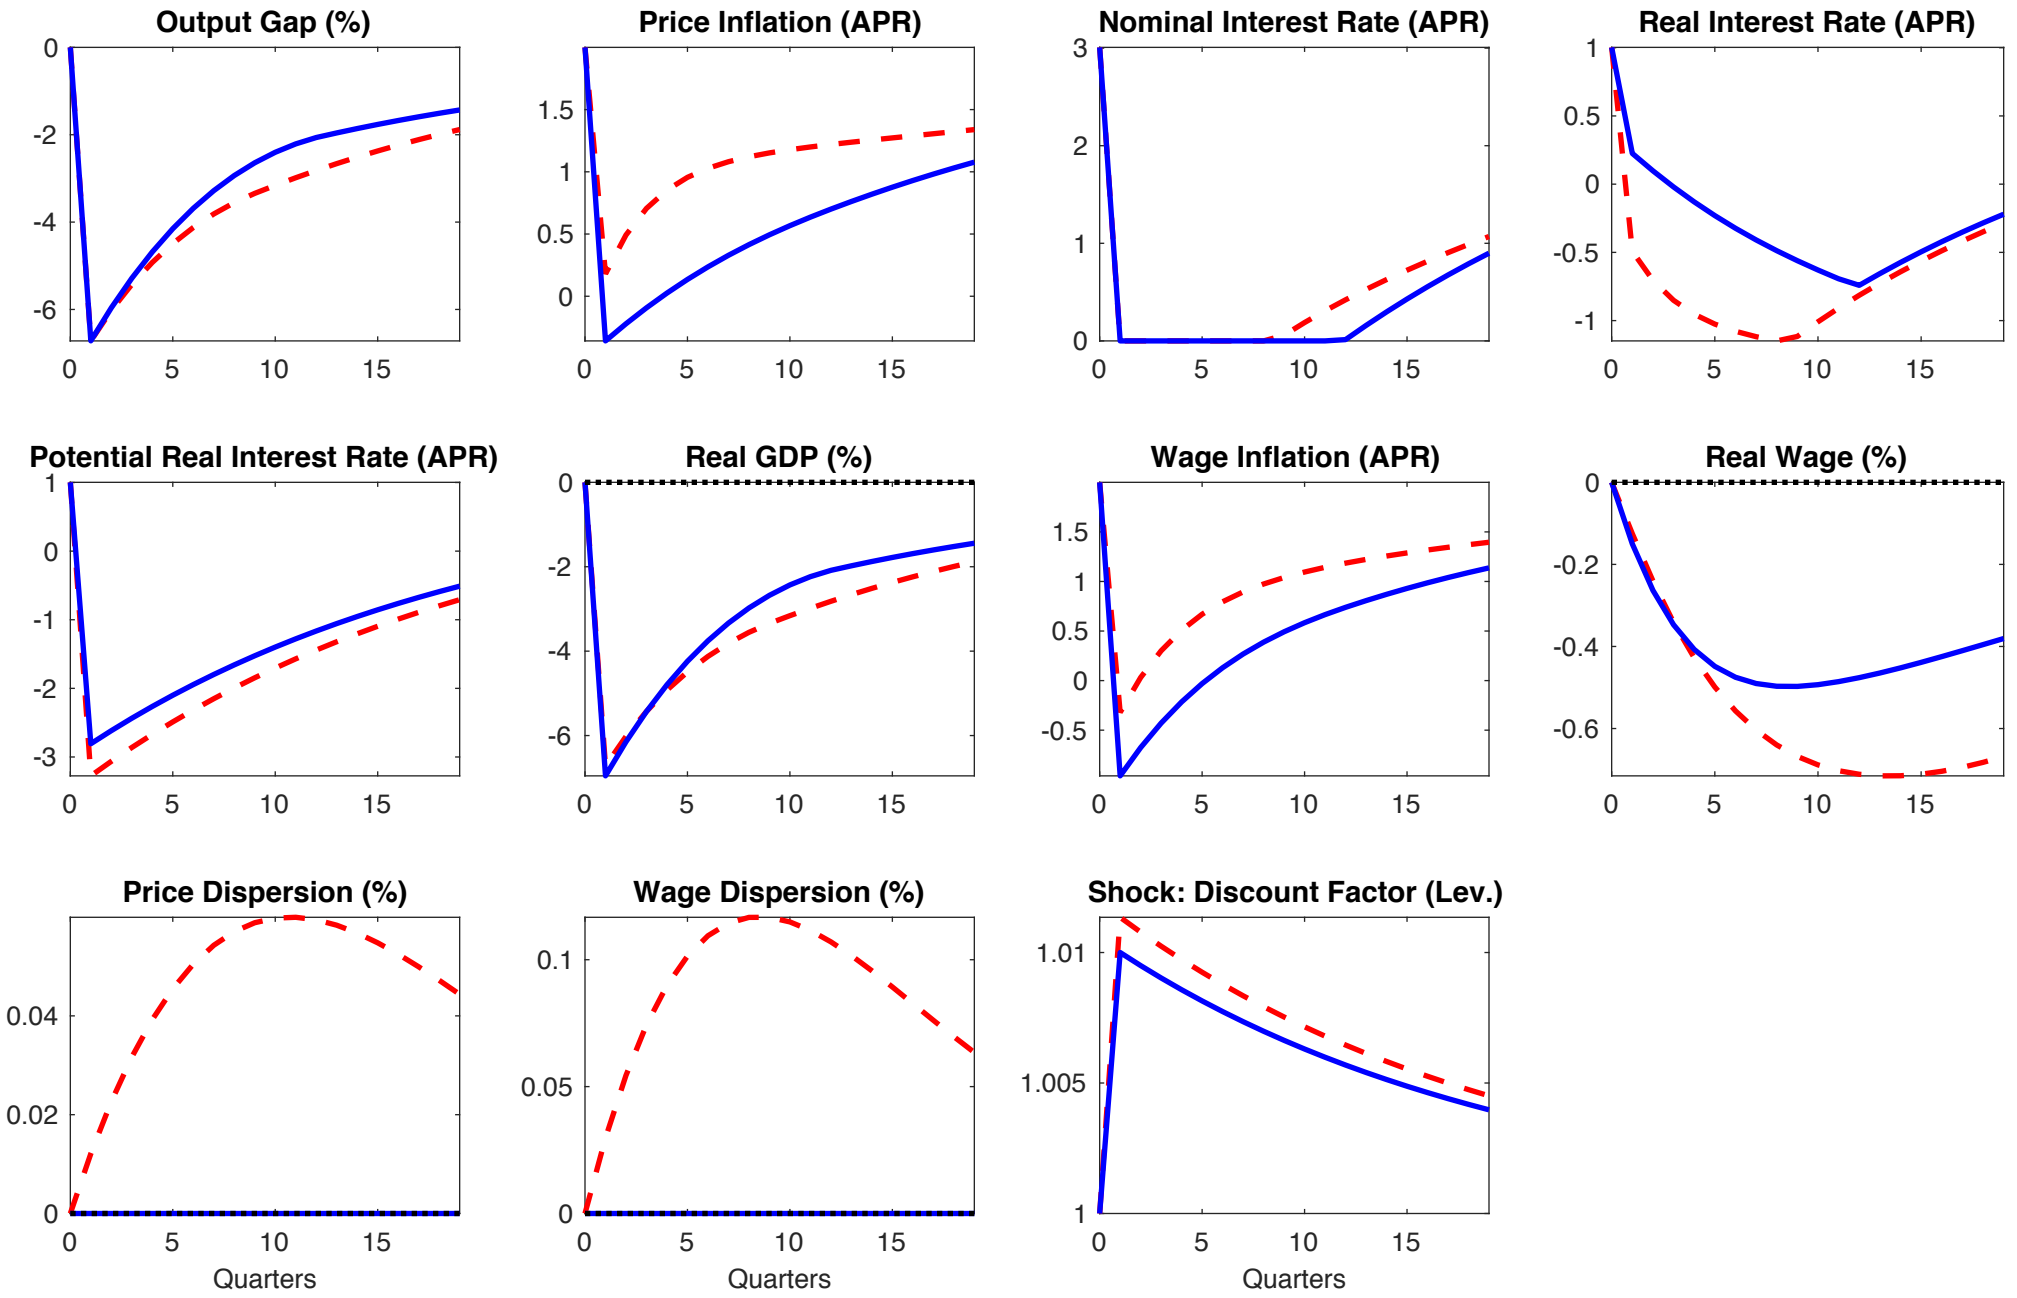 Output Gap (%)
0
-2
-4
-6
0 5 10 15
Price Inflation (APR)
1.5
1
0.5
0
0 5 10 15
Nominal Interest Rate (APR)
3
2
1
0
0 5 10 15
Real Interest Rate (APR)
1
0.5
0
-0.5
-1
0 5 10 15
Potential Real Interest Rate (APR)
1
0
-1
-2
-3
0 5 10 15
Real GDP (%)
0
-2
-4
-6
0 5 10 15
Wage Inflation (APR)
1.5
1
0.5
0
-0.5
0 5 10 15
Real Wage (%)
0
-0.2
-0.4
-0.6
0 5 10 15
Price Dispersion (%)
0.04
0.02
0
0 5 10 15
Quarters
Wage Dispersion (%)
0.1
0.05
0
0 5 10 15
Quarters
Shock: Discount Factor (Lev.)
1.01
1.005
1
0 5 10 15
Quarters